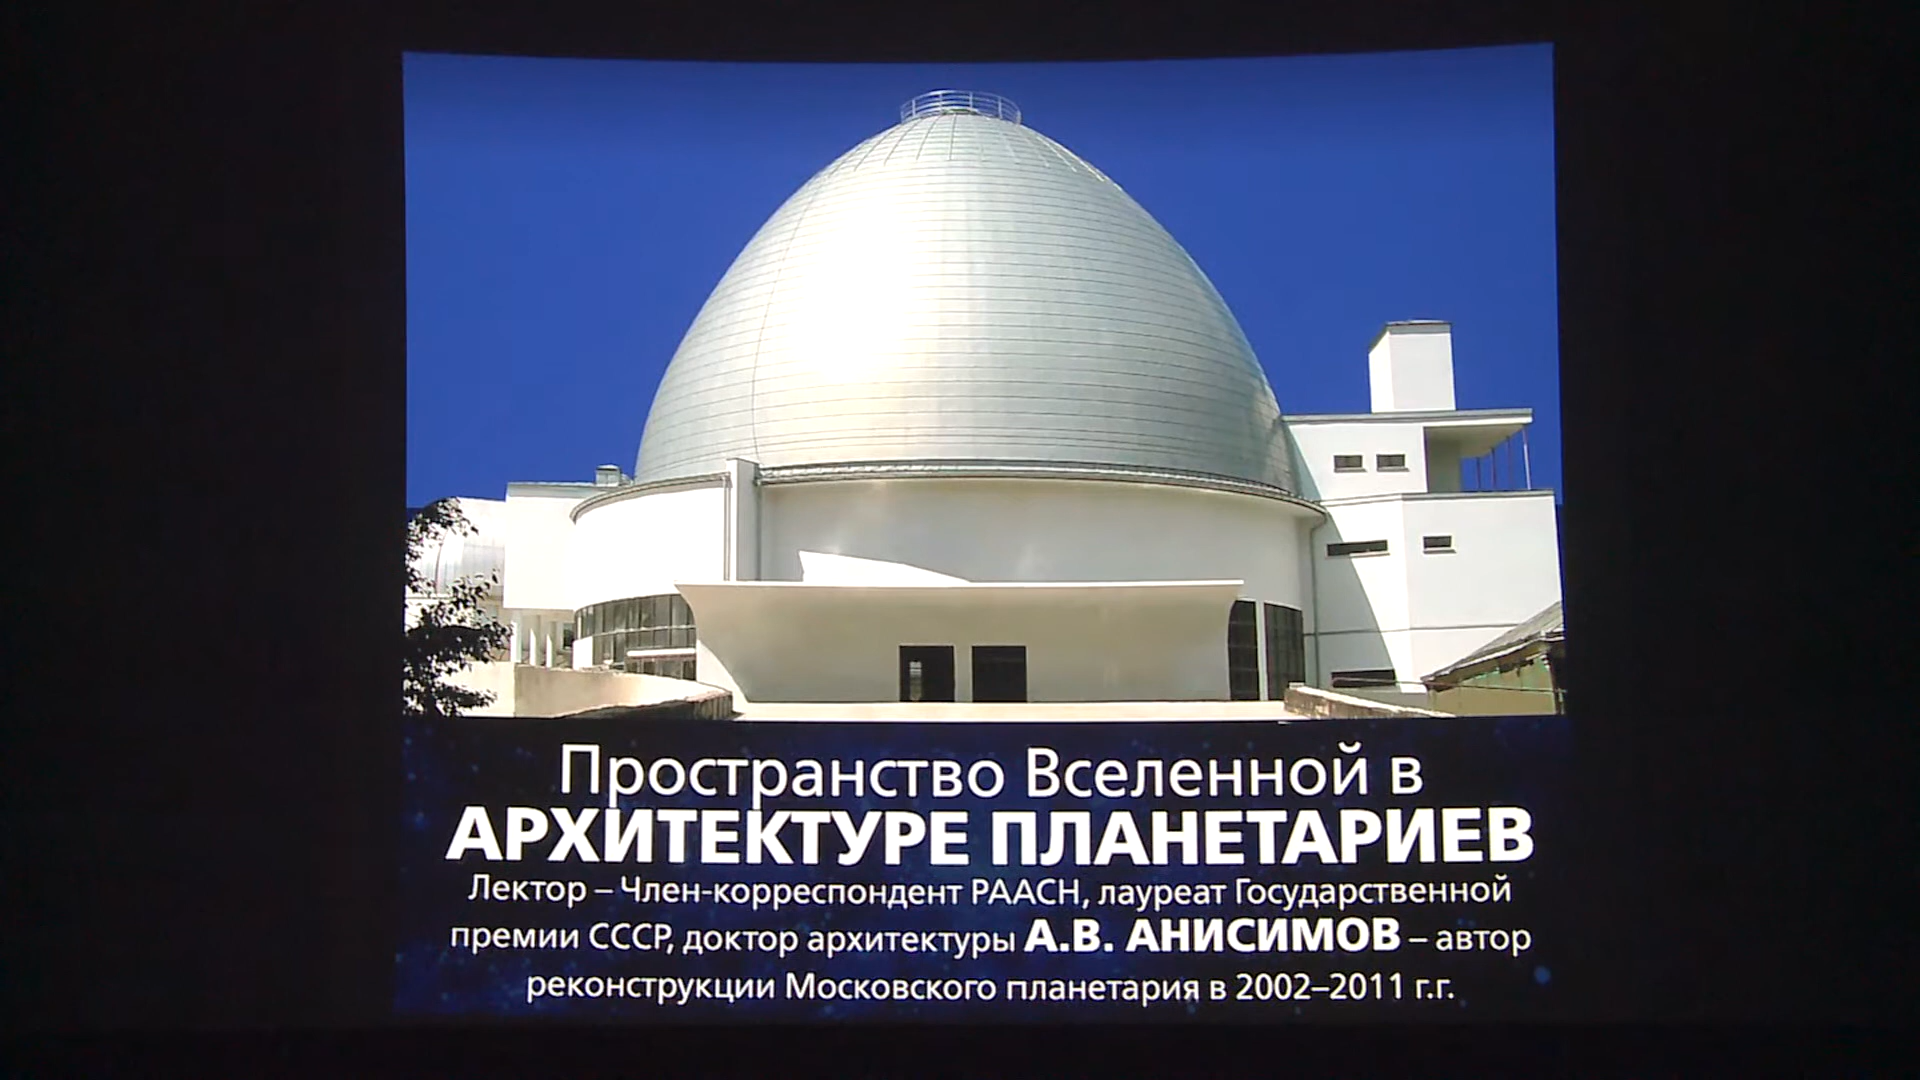 Пространство Вселенной в
АРХИТЕКТУРЕ ПЛАНЕТАРИЕВ
Лектор – Член-корреспондент РААСН, лауреат Государственной
премии СССР, доктор архитектуры А.В. АНИСИМОВ – автор
реконструкции Московского планетария в 2002–2011 г.г.